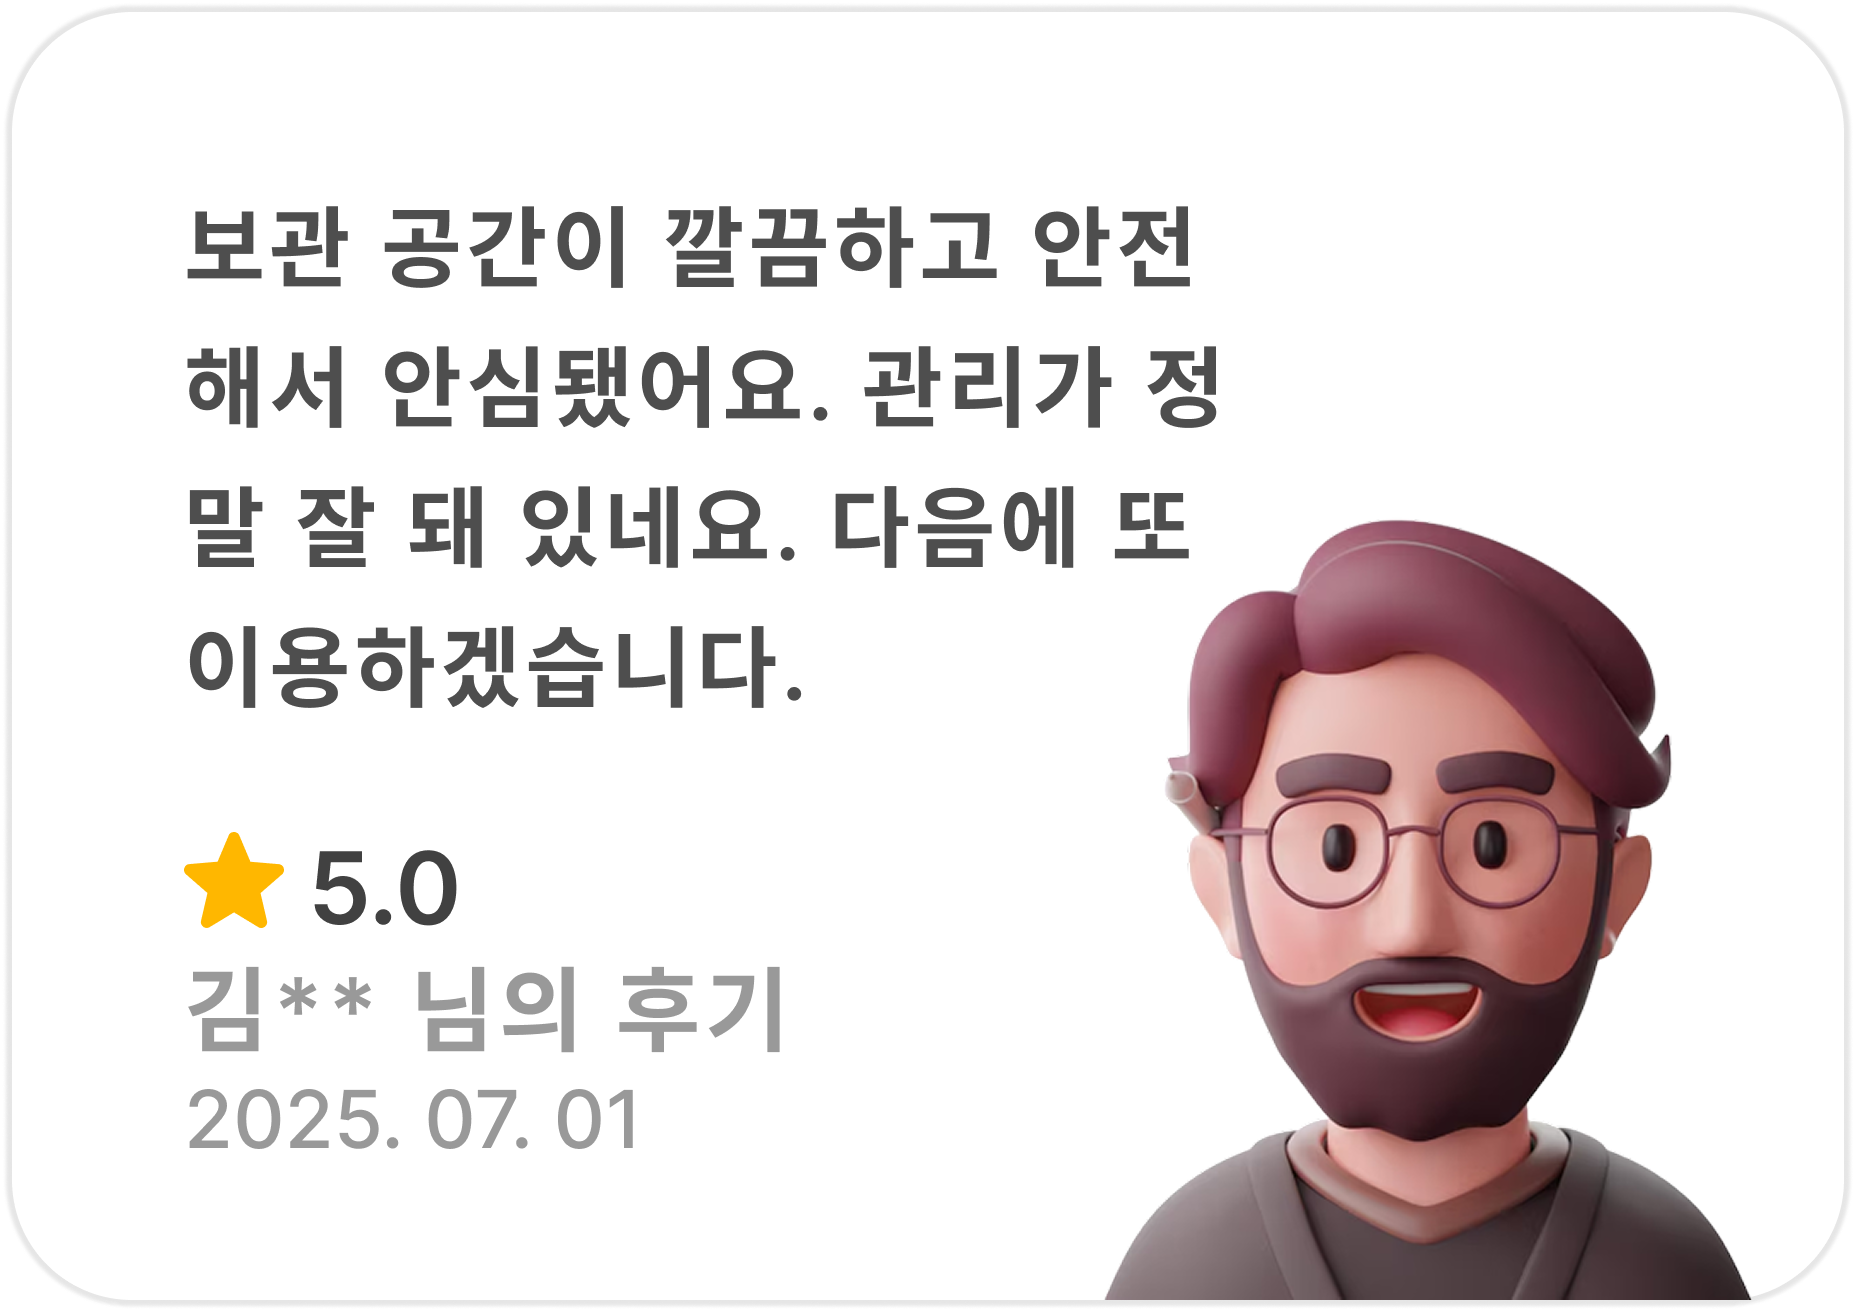 보관 공간이 깔끔하고 안전
해서 안심됐어요. 관리가 정
말 잘 돼 있네요. 다음에 또
이용하겠습니다.
5.0
김** 님의 후기
2025. 07. 01